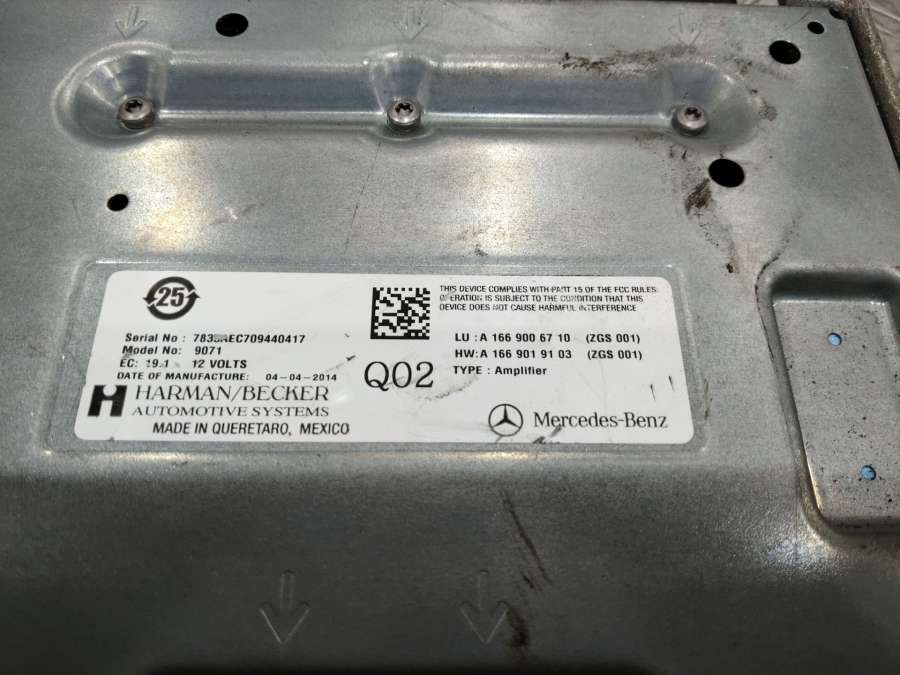 25
THIS DEVICE COMPLIES WITH PART 15 OF THE FCC RULES.
OPERATION IS SUBJECT TO THE CONDITION THAT THIS
DEVICE DOES NOT CAUSE HARMFUL INTERFERENCE
Serial No :
Model No: 9071
EC: 12 VOLTS
DATE OF MANUFACTURE: 04-04-2014
HARMAN/BECKER
AUTOMOTIVE SYSTEMS
MADE IN QUERETARO, MEXICO
Q02
LU : A 166 900 67 10 (ZGS 001)
HW: A 166 901 91 03 (ZGS 001)
TYPE : Amplifier
Mercedes-Benz